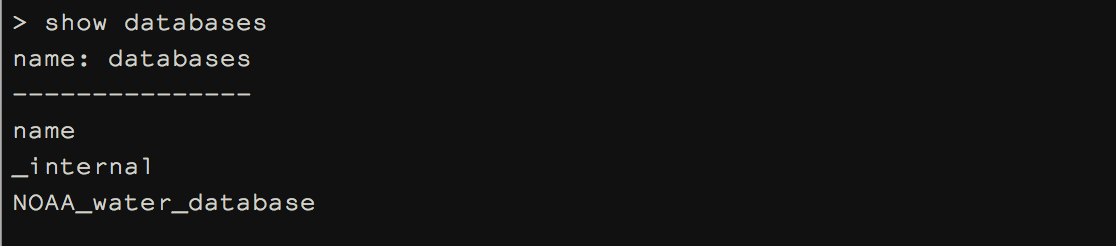 > show databases
name: databases
---------------
name
_internal
NOAA_water_database